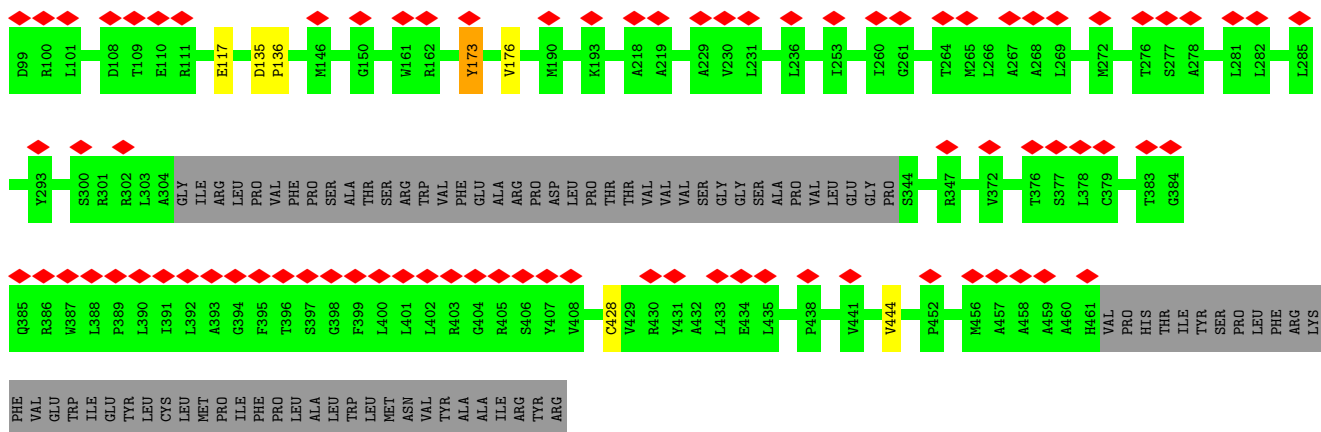 D99 R100 L101 D108 T109 E110 R111 E117 D135 P136 M146 G150 W161 R162 Y173 V176 M190 K193 A218 A219 A229 V230 L231 L236 I253 I260 G261 T264 M265 L266 A267 A268 L269 M272 T276 S277 A278 L281 L282 L285
Y293 S300 R301 R302 L303 A304 GLY ILE ARG LEU PRO VAL PHE PRO SER ALA THR SER ARG TRP VAL PHE GLU ALA ARG PRO ASP LEU PRO THR THR VAL VAL VAL SER GLY GLY SER ALA PRO VAL LEU GLU GLY PRO S344 R347 V372 T376 S377 L378 C379 T383 G384
Q385 R386 W387 L388 P389 L390 I391 L392 A393 G394 F395 T396 S397 G398 F399 L400 L401 L402 R403 G404 R405 S406 Y407 V408 C428 V429 R430 Y431 A432 L433 E434 L435 P438 V441 V444 P452 M456 A457 A458 A459 A460 H461 VAL PRO HIS THR ILE TYR SER PRO LEU PHE ARG LYS
PHE VAL GLU TRP ILE GLU TYR LEU CYS LEU MET PRO ILE PHE PRO LEU ALA LEU TRP LEU MET ASN VAL TYR ALA ALA ILE ARG TYR ARG